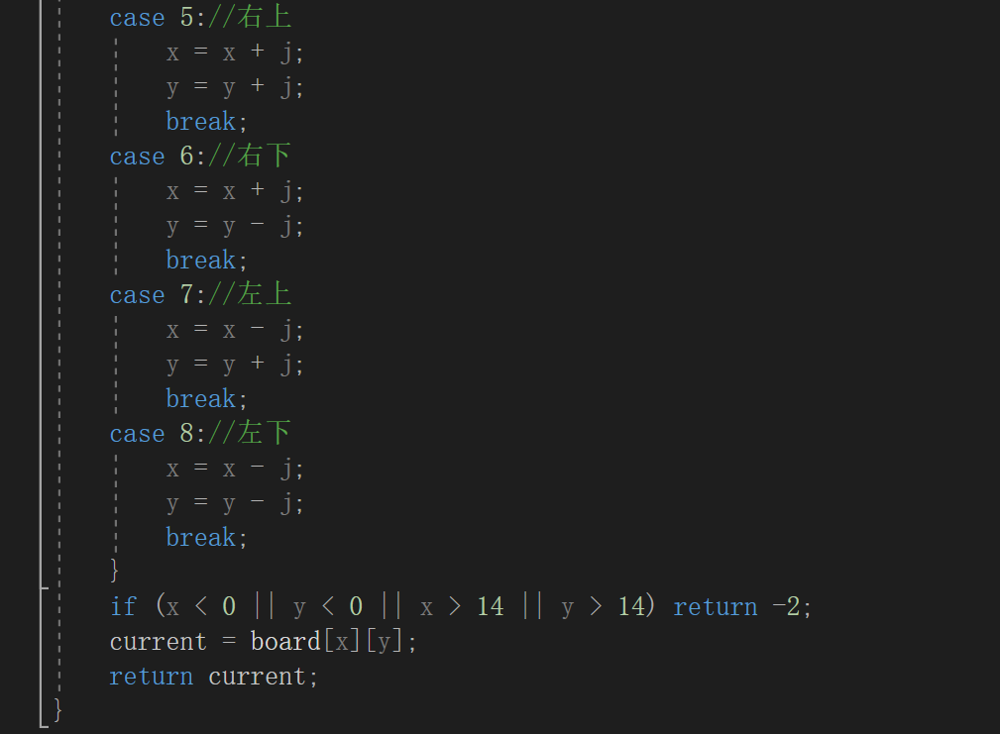 case 5://右上
x = x + j;
y = y + j;
break;
case 6://右下
x = x + j;
y = y - j;
break;
case 7://左上
x = x - j;
y = y + j;
break;
case 8://左下
x = x - j;
y = y - j;
break;
}
if (x < 0 || y < 0 || x > 14 || y > 14) return -2;
current = board[x][y];
return current;
}